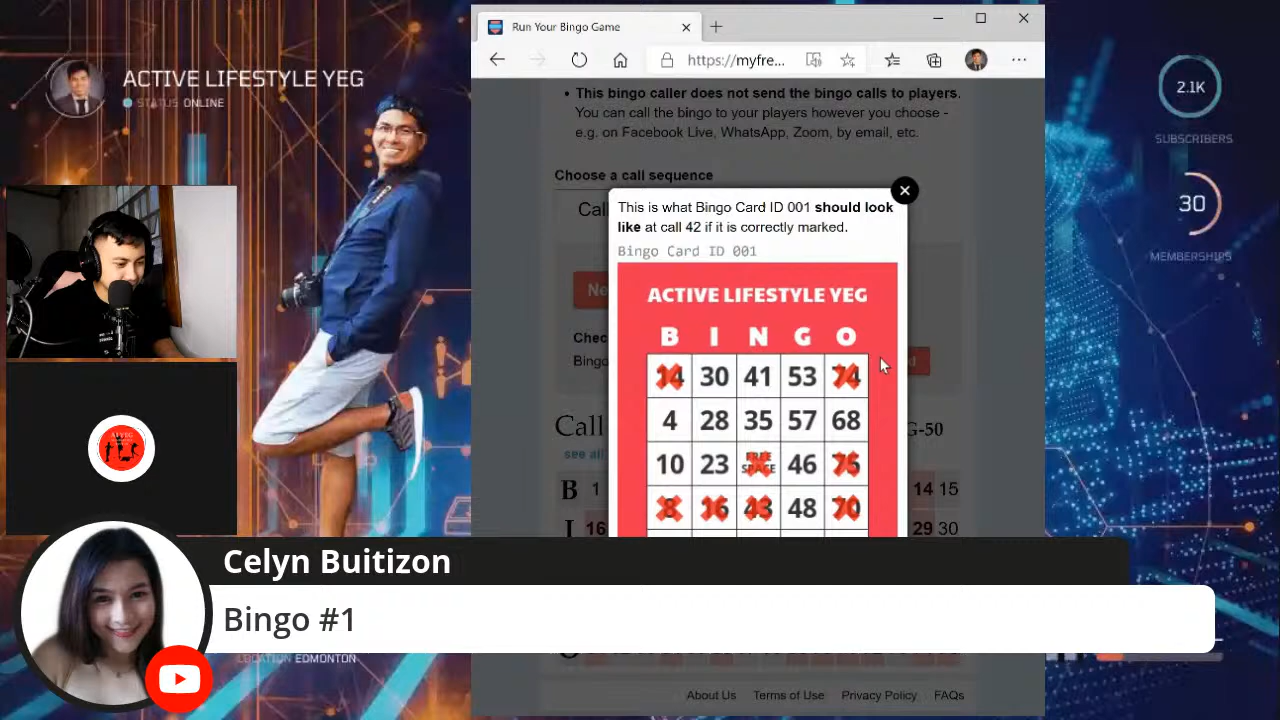 ACTIVE LIFESTYLE YEG
STATUS ONLINE
Run Your Bingo Game
https://myfre...
This bingo caller does not send the bingo calls to players.
You can call the bingo to your players however you choose -
e.g. on Facebook Live, WhatsApp, Zoom, by email, etc.
Choose a call sequence
This is what Bingo Card ID 001 should look
like at call 42 if it is correctly marked.
Bingo Card ID 001
ACTIVE LIFESTYLE YEG
B I N G O
14 30 41 53 74
4 28 35 57 68
10 23 FREE SPACE 46 75
8 16 43 48 70
Bingo
see all
G-50
B 1 14 15
I 16 29 30
2.1K
SUBSCRIBERS
30
MEMBERSHIPS
Celyn Buitizon
Bingo #1
LOCATION EDMONTON
About Us Terms of Use Privacy Policy FAQs